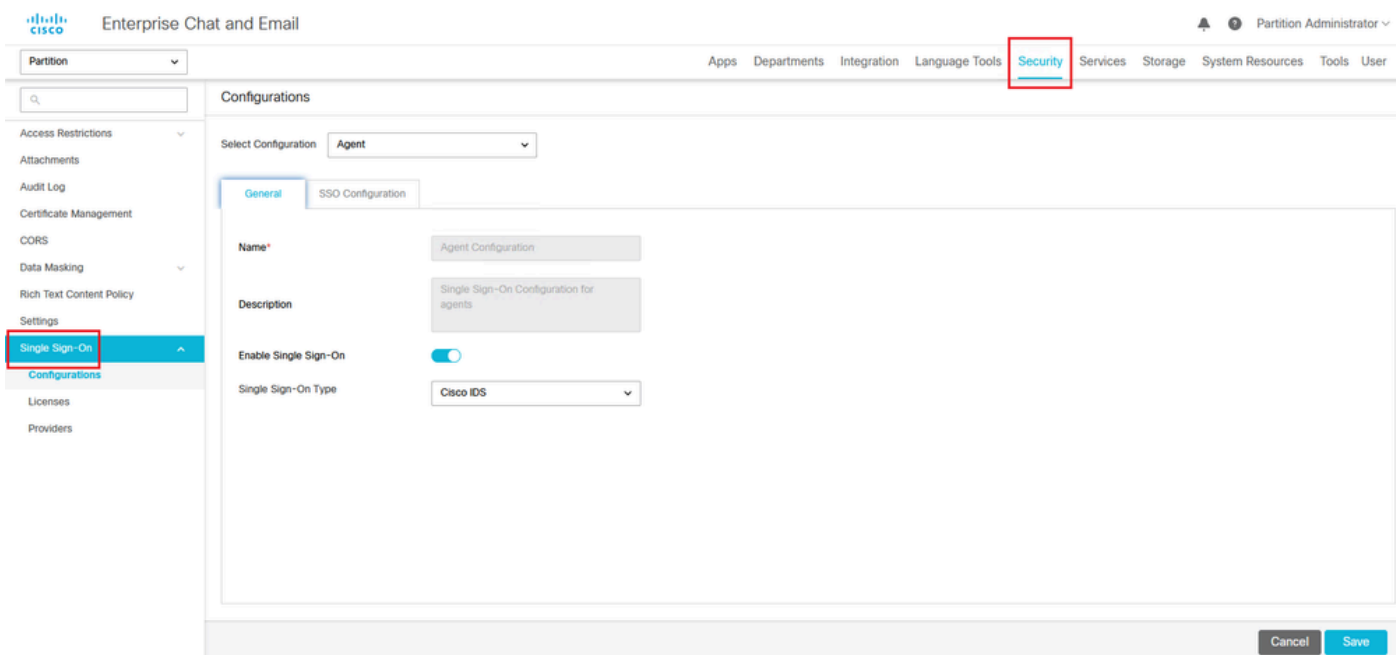 CISCO
Enterprise Chat and Email
Partition Administrator
Partition
Apps Departments Integration Language Tools Security Services Storage System Resources Tools User
Configurations
Access Restrictions
Attachments
Audit Log
Certificate Management
CORS
Data Masking
Rich Text Content Policy
Settings
Single Sign-On
Configurations
Licenses
Providers
Select Configuration Agent
General SSO Configuration
Name* Agent Configuration
Description Single Sign-On Configuration for
agents
Enable Single Sign-On
Single Sign-On Type Cisco IDS
Cancel Save